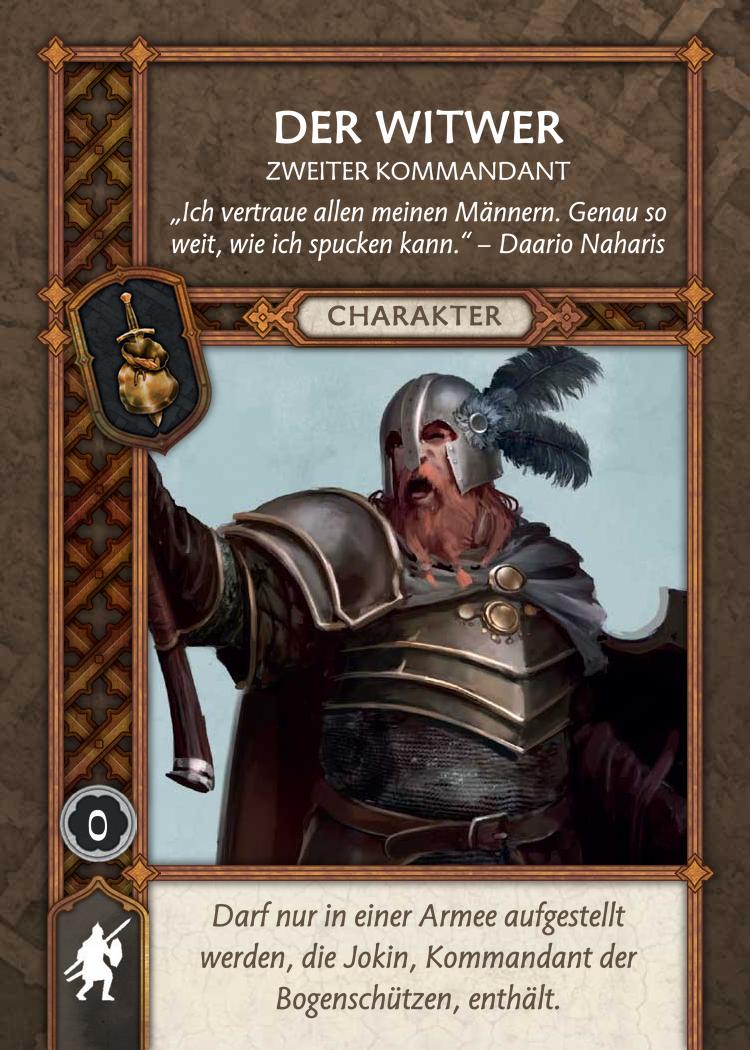 DER WITWER
ZWEITER KOMMANDANT
„Ich vertraue allen meinen Männern. Genau so
weit, wie ich spucken kann.“ – Daario Naharis
CHARAKTER
0
Darf nur in einer Armee aufgestellt
werden, die Jokin, Kommandant der
Bogenschützen, enthält.